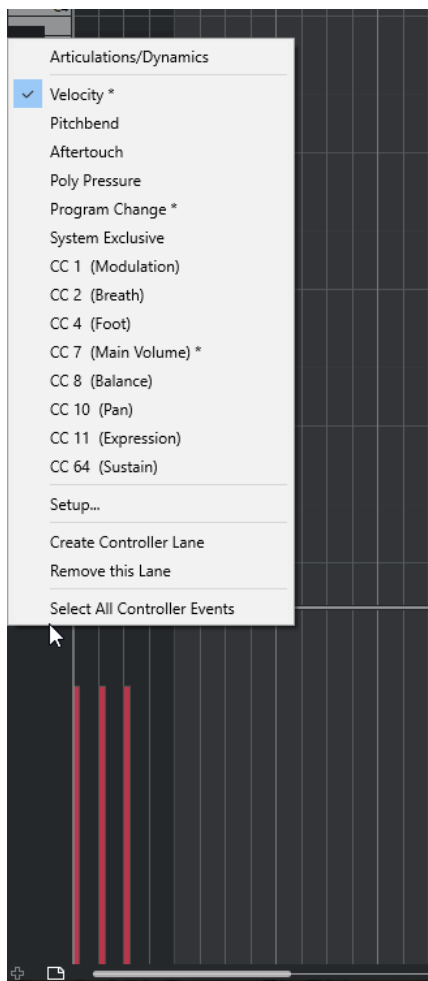 Articulations/Dynamics
Velocity *
Pitchbend
Aftertouch
Poly Pressure
Program Change *
System Exclusive
CC 1 (Modulation)
CC 2 (Breath)
CC 4 (Foot)
CC 7 (Main Volume) *
CC 8 (Balance)
CC 10 (Pan)
CC 11 (Expression)
CC 64 (Sustain)
Setup...
Create Controller Lane
Remove this Lane
Select All Controller Events